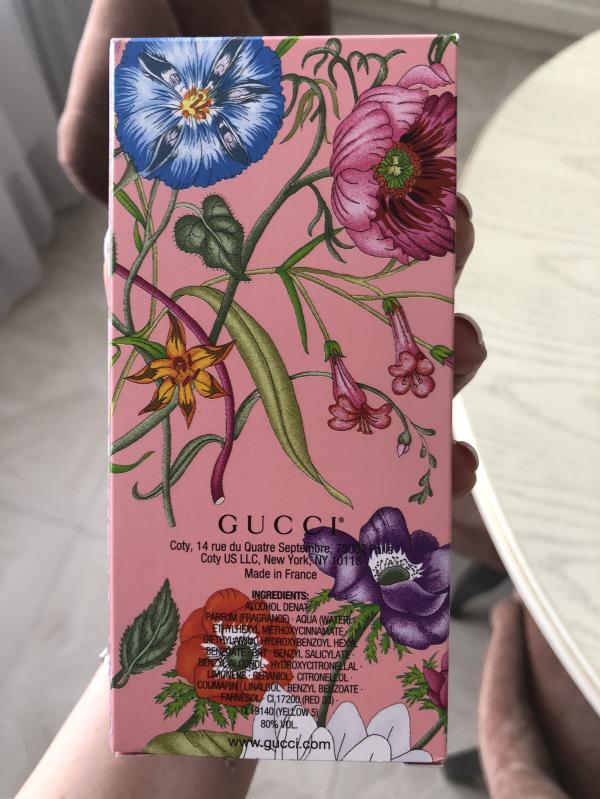 GUCCI®
Coty, 14 rue du Quatre Septembre, 75002 Paris
Coty US LLC, New York, NY 10118
Made in France
INGREDIENTS:
ALCOHOL DENAT.·
PARFUM (FRAGRANCE) · AQUA (WATER) ·
ETHYLHEXYL METHOXYCINNAMATE ·
DIETHYLAMINO HYDROXYBENZOYL HEXYL
BENZOATE · BHT · BENZYL SALICYLATE ·
BENZYL ALCOHOL · HYDROXYCITRONELLAL ·
LIMONENE · GERANIOL · CITRONELLOL ·
COUMARIN · LINALOOL · BENZYL BENZOATE ·
FARNESOL · CI 17200 (RED 33) ·
CI 19140 (YELLOW 5)
80% VOL.
www.gucci.com